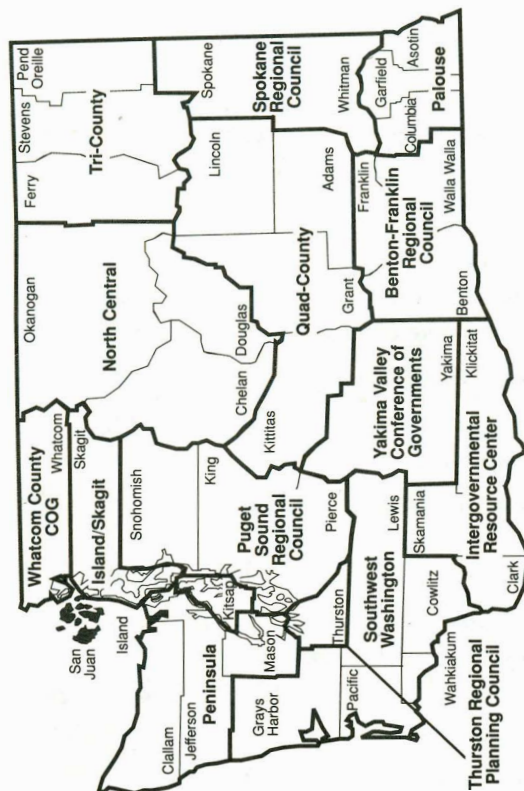 Whatcom County
COG
Whatcom
San
Juan
Island/Skagit
Skagit
Island
Snohomish
King
Puget
Sound
Regional
Council
Kitsap
Pierce
Clallam
Jefferson
Peninsula
Mason
Grays
Harbor
Thurston
Thurston Regional
Planning Council
Pacific
Lewis
Southwest
Washington
Wahkiakum
Cowlitz
Clark
Skamania
Klickitat
Intergovernmental
Resource Center
Yakima Valley
Conference of
Governments
Yakima
Okanogan
North Central
Chelan
Douglas
Kittitas
Grant
Quad-County
Lincoln
Adams
Ferry
Stevens
Pend
Oreille
Tri-County
Spokane
Spokane
Regional
Council
Whitman
Franklin
Benton-Franklin
Regional
Council
Benton
Walla Walla
Columbia
Garfield
Asotin
Palouse